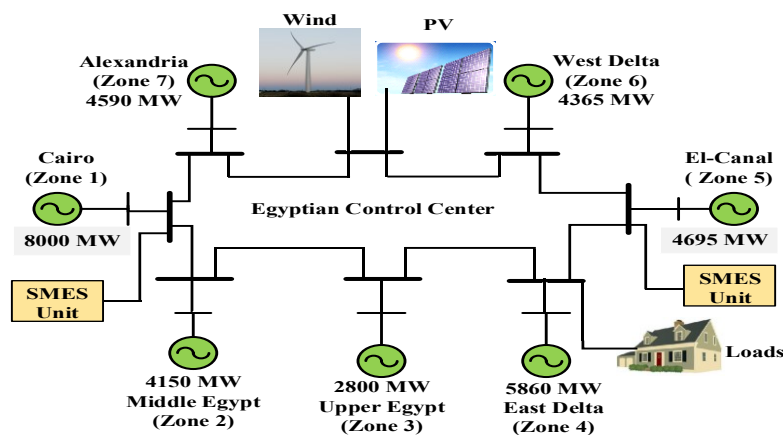 Wind
PV
Alexandria
(Zone 7)
4590 MW
West Delta
(Zone 6)
4365 MW
Cairo
(Zone 1)
8000 MW
El-Canal
( Zone 5)
4695 MW
Egyptian Control Center
SMES
Unit
SMES
Unit
4150 MW
Middle Egypt
(Zone 2)
2800 MW
Upper Egypt
(Zone 3)
5860 MW
East Delta
(Zone 4)
Loads